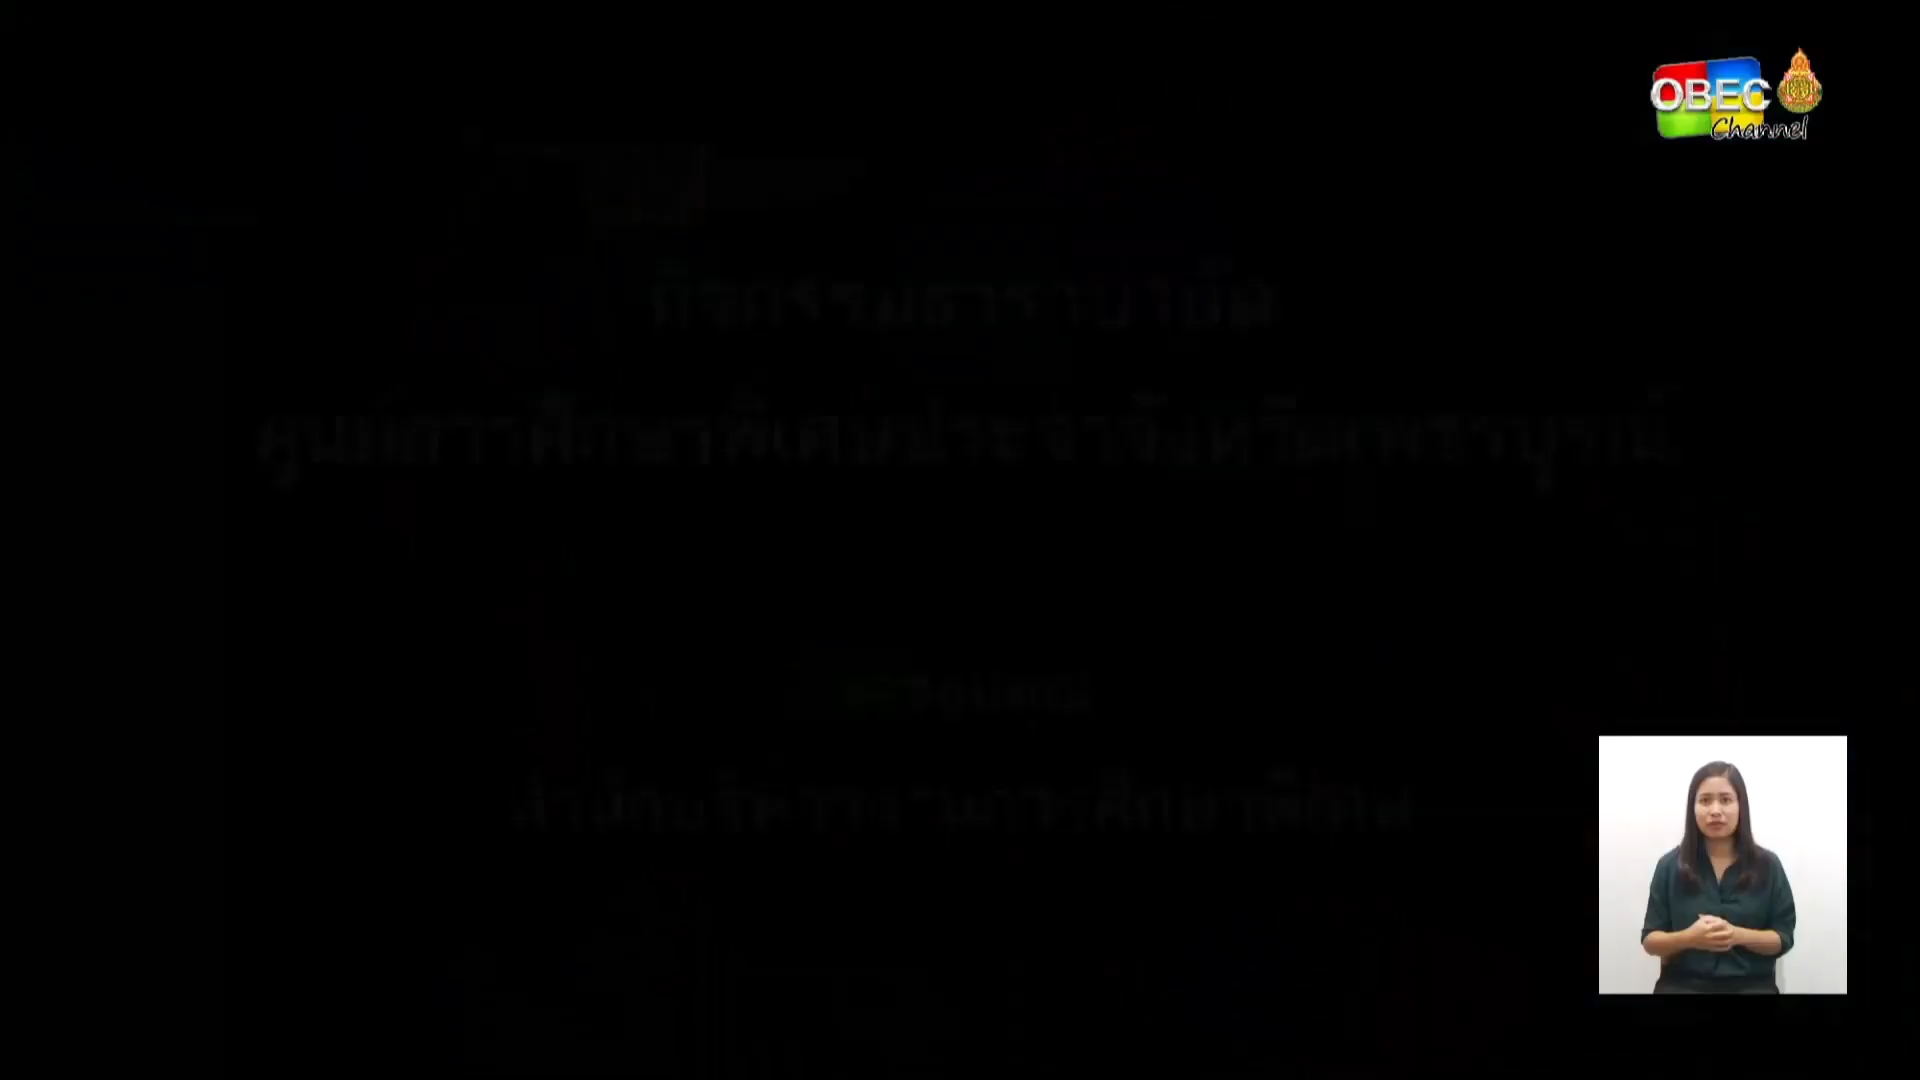 OBEC
Channel
กิจกรรมธาราบำบัด
ศูนย์การศึกษาพิเศษประจำจังหวัดเพชรบูรณ์
สำนักบริหารงานการศึกษาพิเศษ